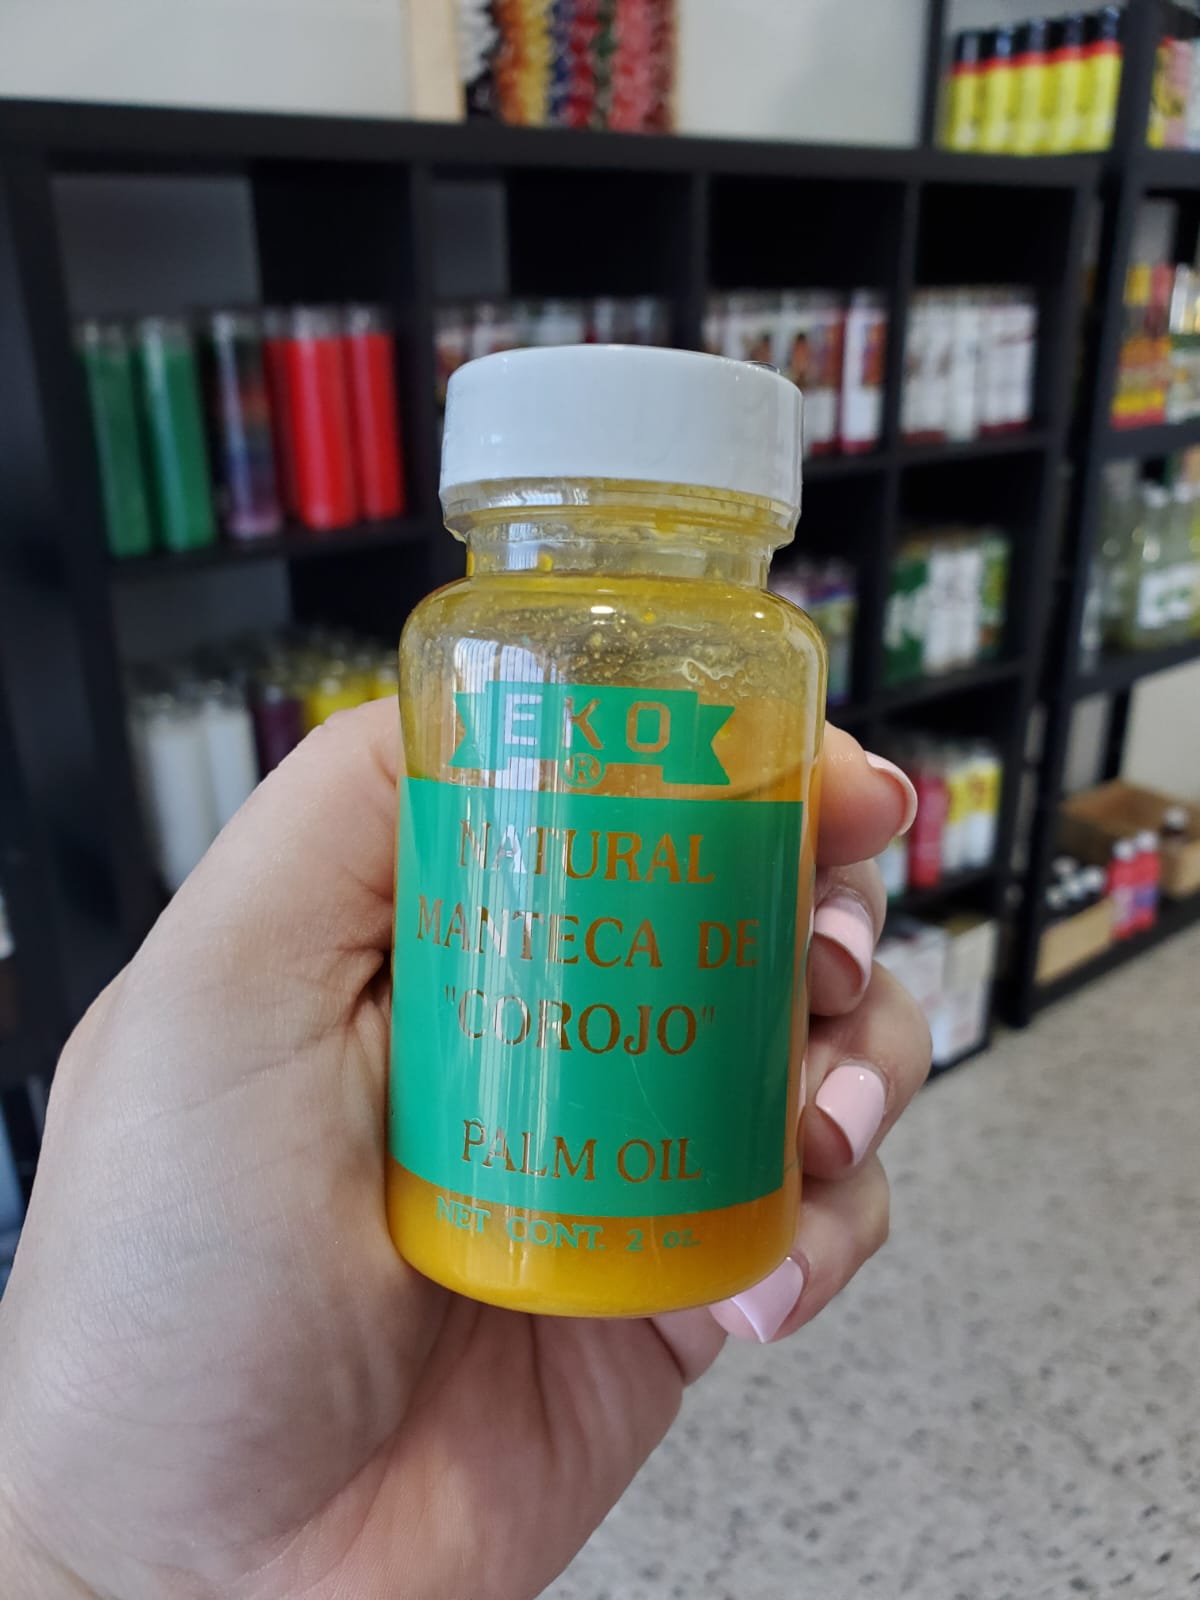 EKO
®
NATURAL
MANTECA DE
"COROJO"
PALM OIL
NET CONT. 2 oz.